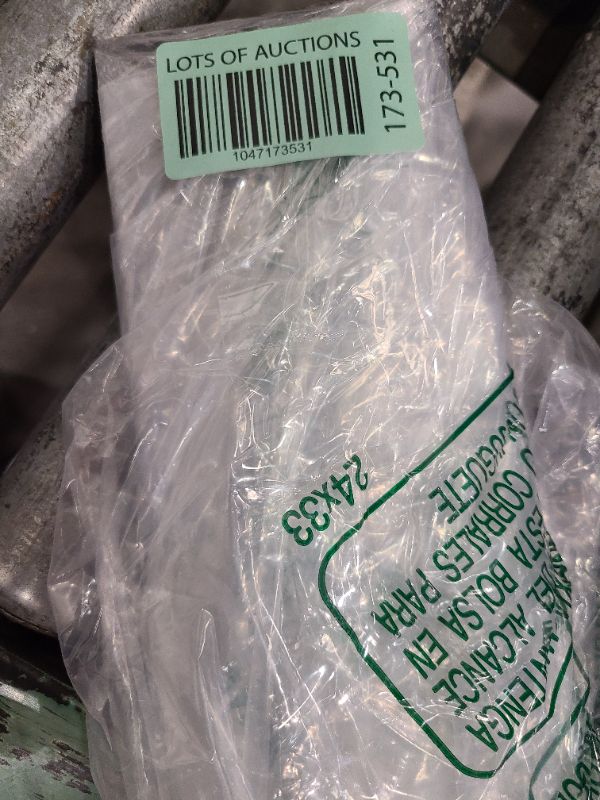 LOTS OF AUCTIONS
1047173531
173-531
24x33
MANTENGA
DEL ALCANCE
ESTA BOLSA EN
CORRALES PARA
JUGUETE